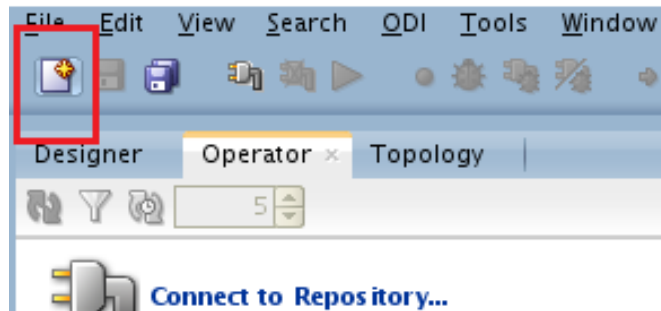 File Edit View Search ODI Tools Window
Designer Operator Topology
5
Connect to Repository...